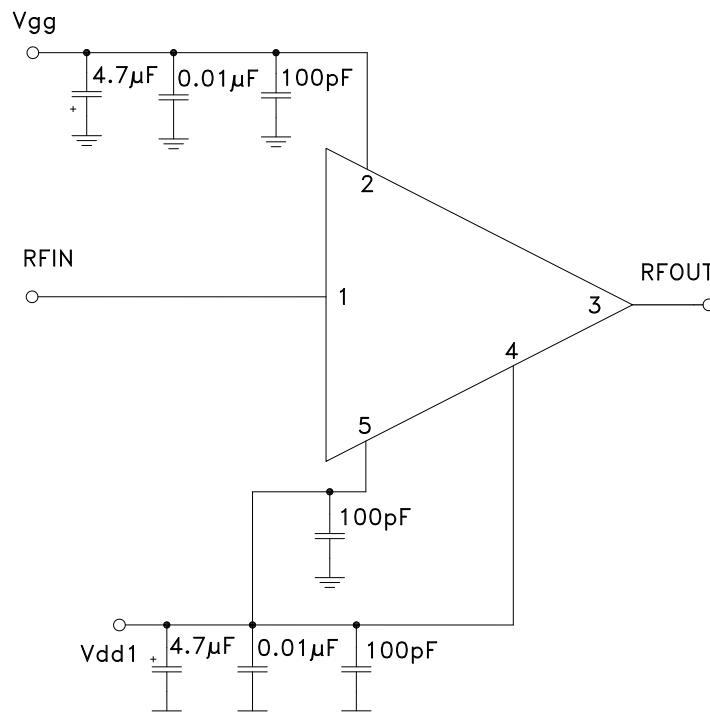 Vgg
4.7µF 0.01µF 100pF
+
2
RFIN
1
RFOUT
3
4
5
100pF
Vdd1
+
4.7µF 0.01µF 100pF